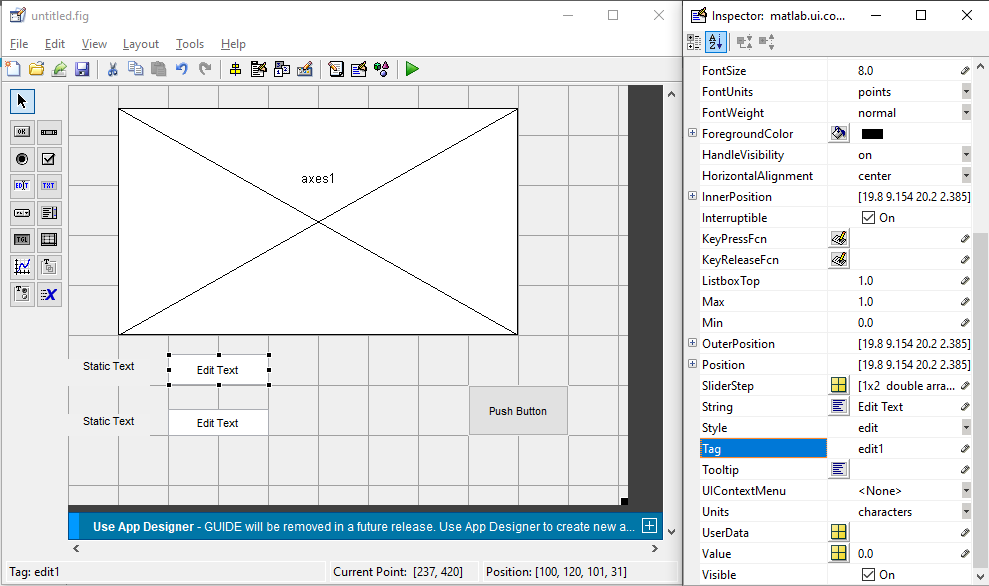 untitled.fig
File Edit View Layout Tools Help
OK
EDIT TXT
TGL
axes1
Static Text Edit Text
Push Button
Static Text Edit Text
Use App Designer - GUIDE will be removed in a future release. Use App Designer to create new a...
Tag: edit1 Current Point: [237, 420] Position: [100, 120, 101, 31]
Inspector: matlab.ui.co...
FontSize 8.0
FontUnits points
FontWeight normal
ForegroundColor
HandleVisibility on
HorizontalAlignment center
InnerPosition [19.8 9.154 20.2 2.385]
Interruptible On
KeyPressFcn
KeyReleaseFcn
ListboxTop 1.0
Max 1.0
Min 0.0
OuterPosition [19.8 9.154 20.2 2.385]
Position [19.8 9.154 20.2 2.385]
SliderStep [1x2 double arra...
String Edit Text
Style edit
Tag edit1
Tooltip
UIContextMenu <None>
Units characters
UserData
Value 0.0
Visible On